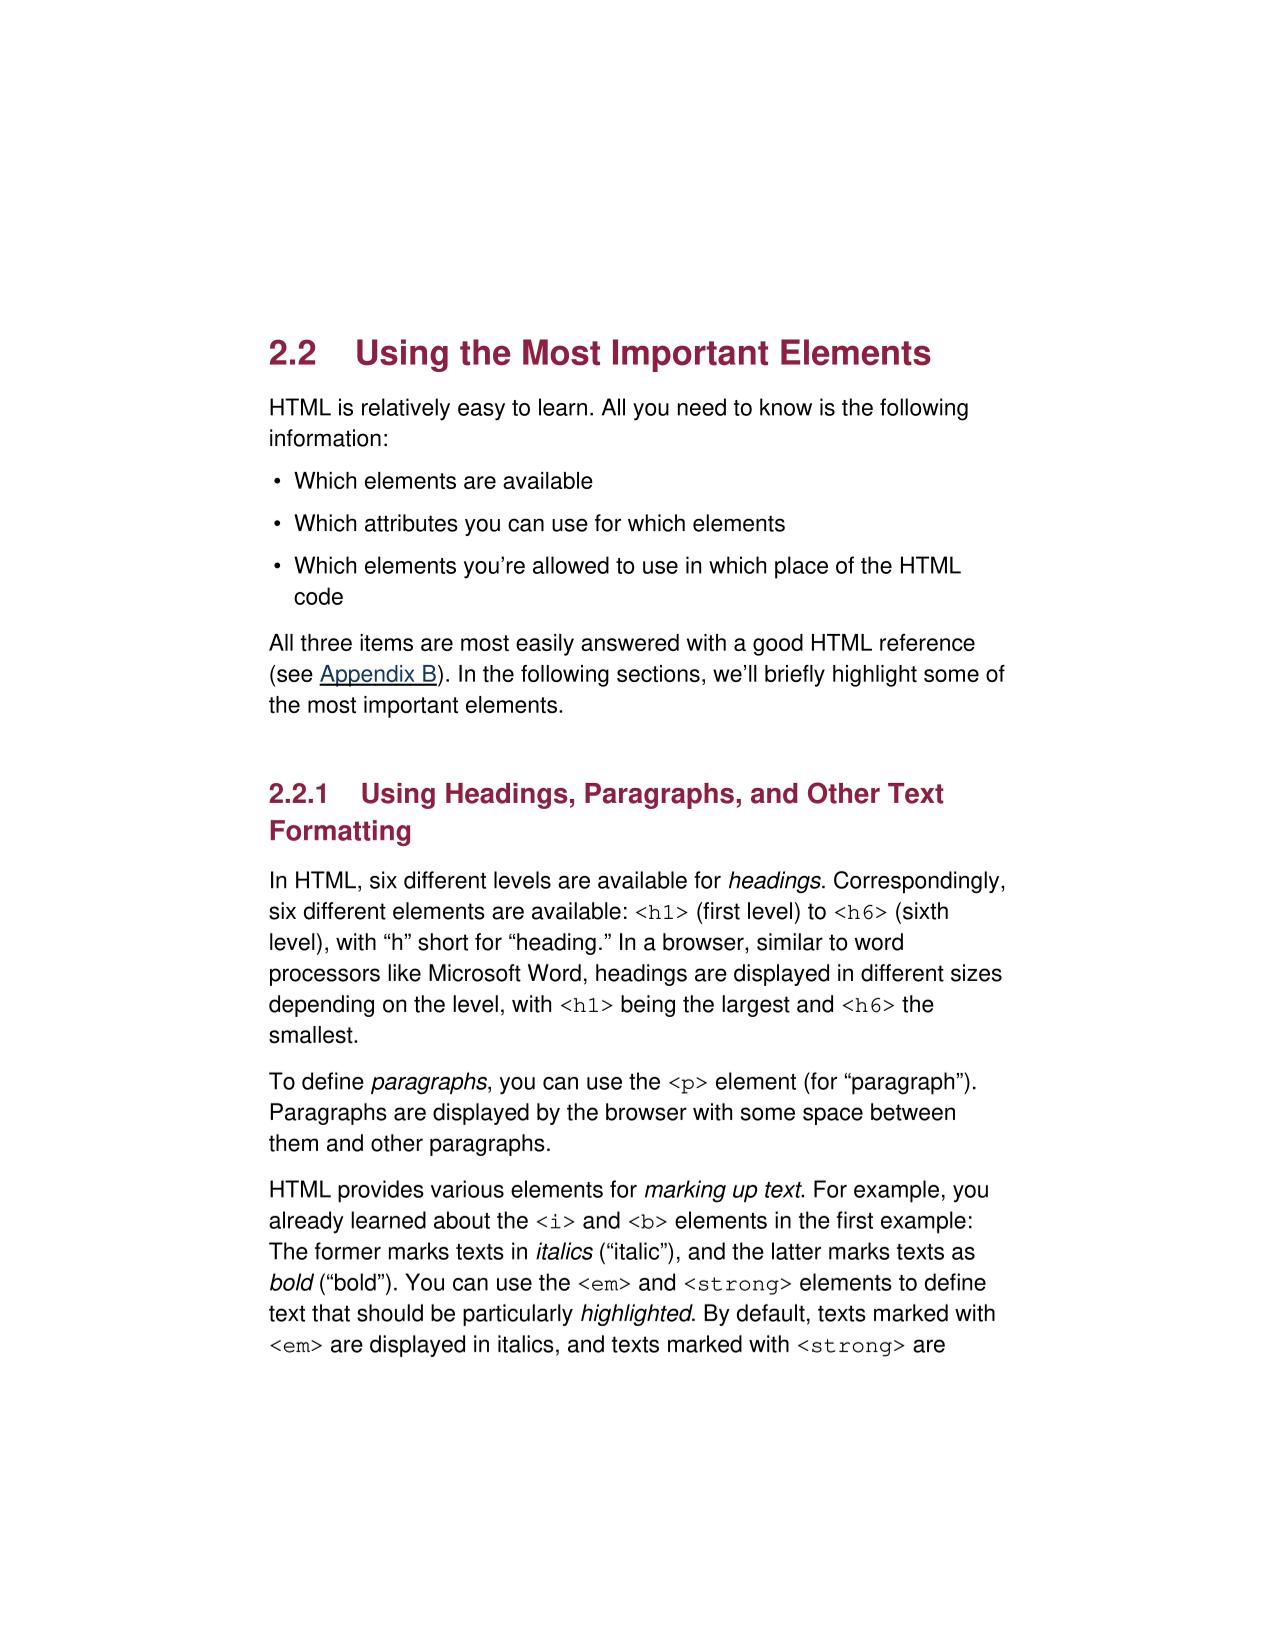 2.2 Using the Most Important Elements
HTML is relatively easy to learn. All you need to know is the following
information:
• Which elements are available
• Which attributes you can use for which elements
• Which elements you’re allowed to use in which place of the HTML
code
All three items are most easily answered with a good HTML reference
(see Appendix B). In the following sections, we’ll briefly highlight some of
the most important elements.
2.2.1 Using Headings, Paragraphs, and Other Text
Formatting
In HTML, six different levels are available for headings. Correspondingly,
six different elements are available: <h1> (first level) to <h6> (sixth
level), with “h” short for “heading.” In a browser, similar to word
processors like Microsoft Word, headings are displayed in different sizes
depending on the level, with <h1> being the largest and <h6> the
smallest.
To define paragraphs, you can use the <p> element (for “paragraph”).
Paragraphs are displayed by the browser with some space between
them and other paragraphs.
HTML provides various elements for marking up text. For example, you
already learned about the <i> and <b> elements in the first example:
The former marks texts in italics (“italic”), and the latter marks texts as
bold (“bold”). You can use the <em> and <strong> elements to define
text that should be particularly highlighted. By default, texts marked with
<em> are displayed in italics, and texts marked with <strong> are